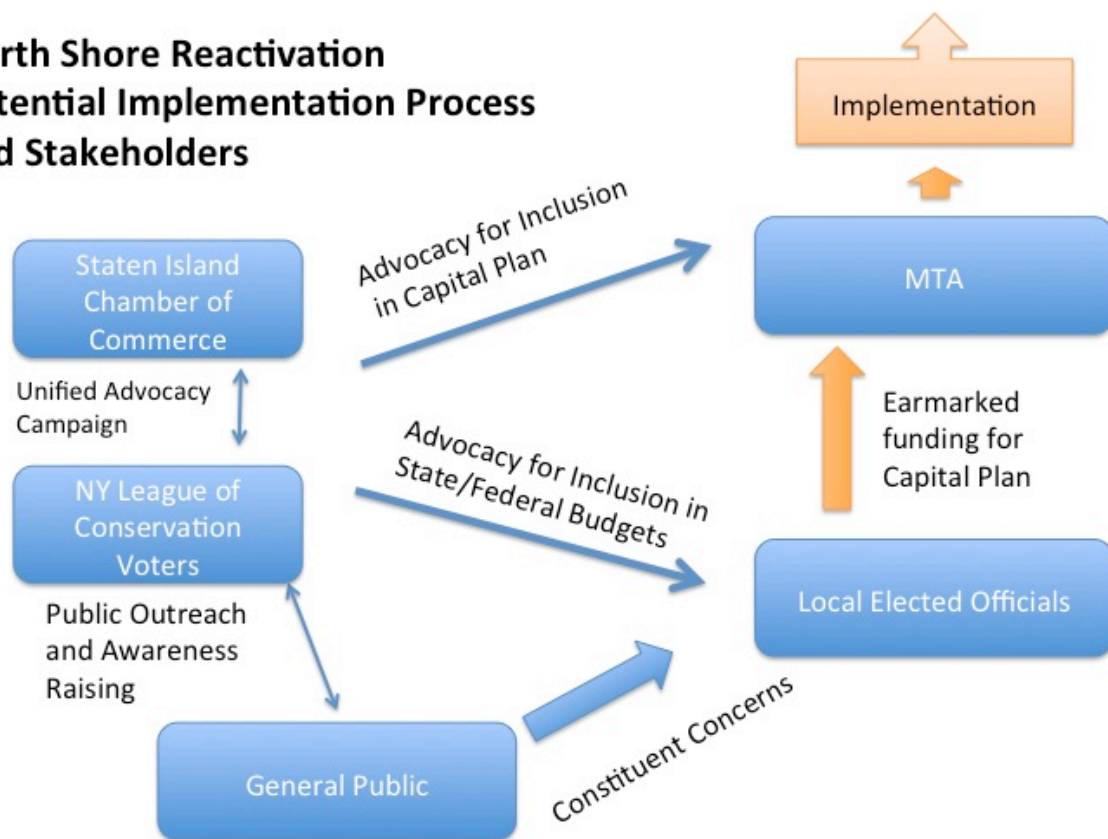 rth Shore Reactivation
tential Implementation Process
d Stakeholders
Implementation
Staten Island
Chamber of
Commerce
Advocacy for Inclusion
in Capital Plan
MTA
Unified Advocacy
Campaign
Earmarked
funding for
Capital Plan
Advocacy for Inclusion in
State/Federal Budgets
NY League of
Conservation
Voters
Local Elected Officials
Public Outreach
and Awareness
Raising
Constituent Concerns
General Public